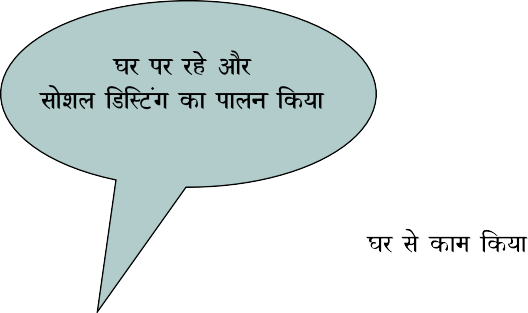 घर पर रहे और
सोशल डिस्टिंग का पालन किया
घर से काम किया